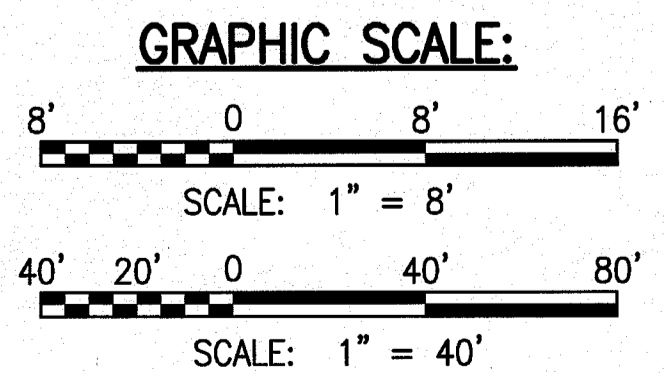 GRAPHIC SCALE:
8' 0 8' 16'
SCALE: 1" = 8'
40' 20' 0 40' 80'
SCALE: 1" = 40'